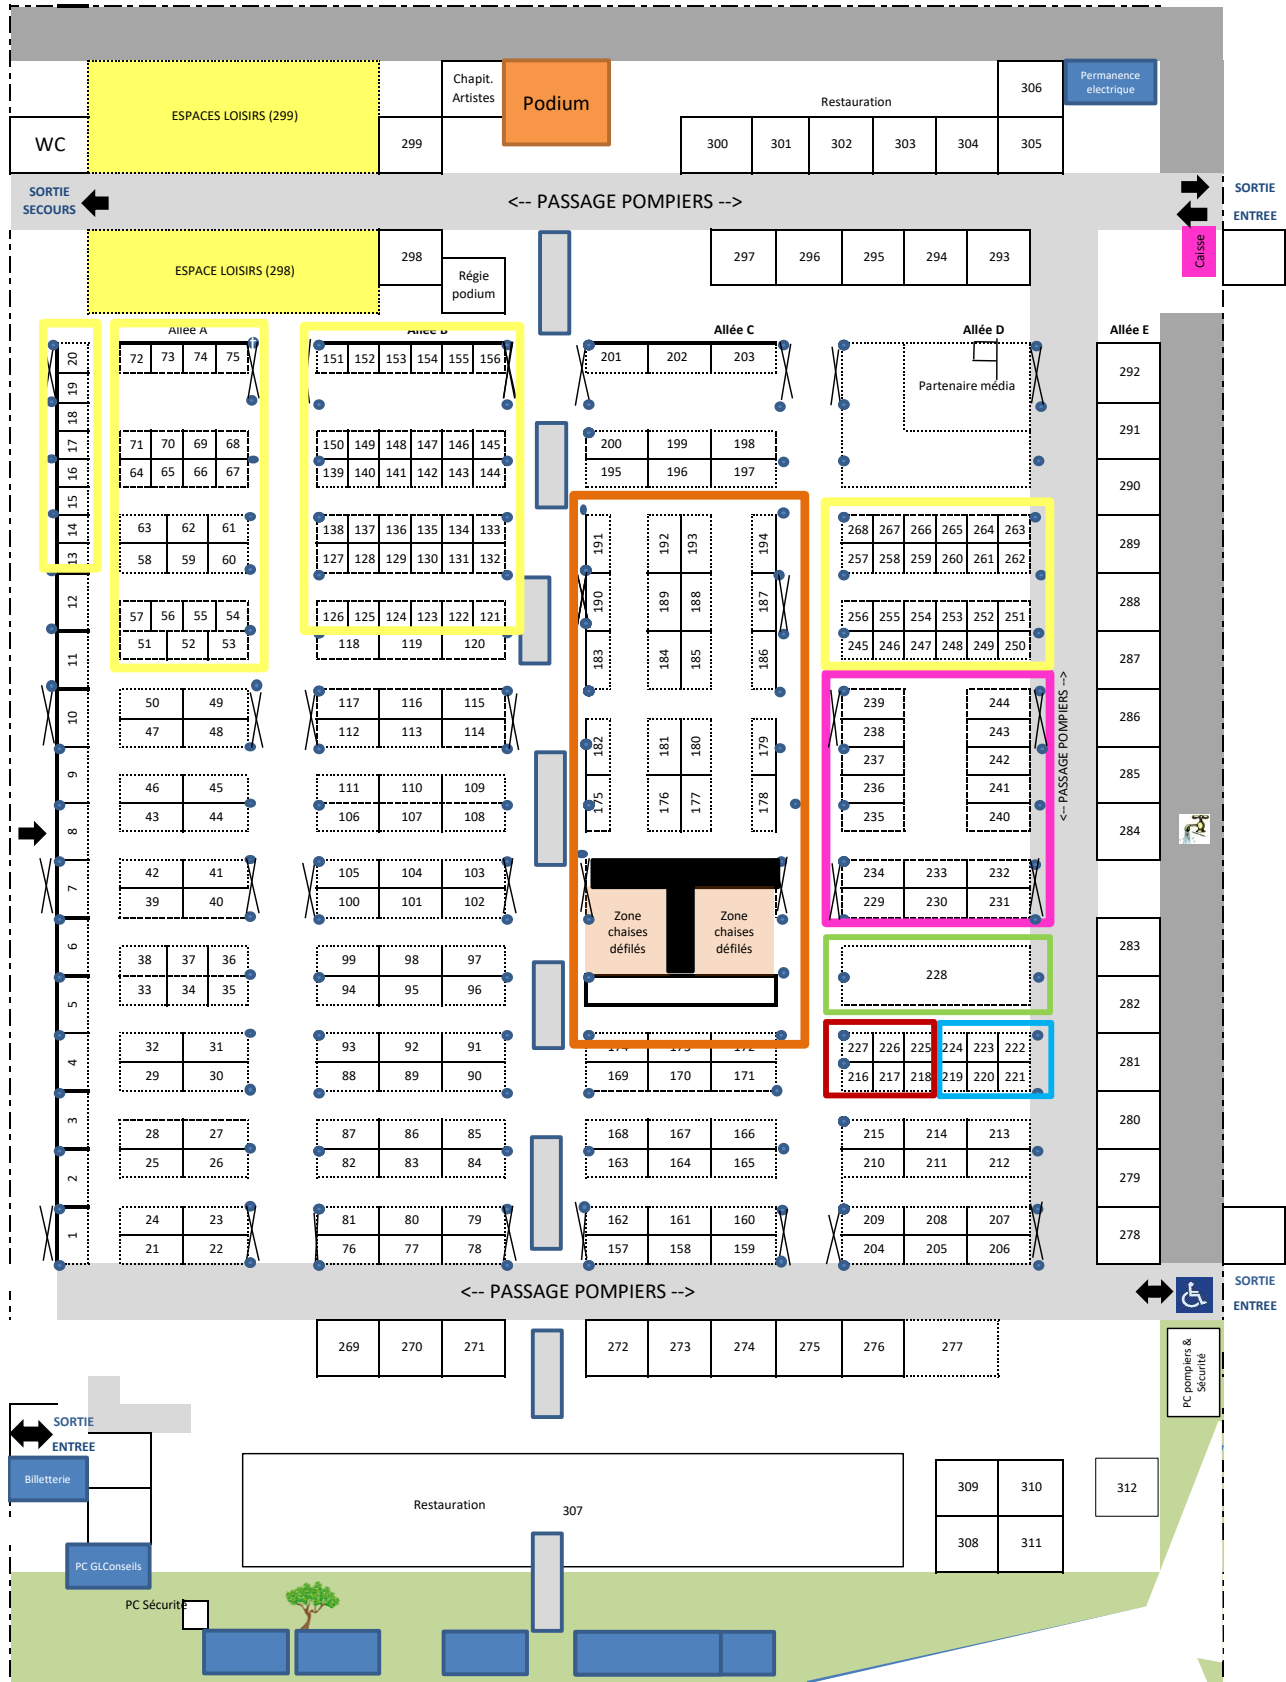 Chapit.
Artistes
Podium
306
Permanence
electrique
ESPACES LOISIRS (299)
Restauration
WC
299
300 301 302 303 304 305
SORTIE
SECOURS
<-- PASSAGE POMPIERS -->
SORTIE
ENTREE
Caisse
ESPACE LOISIRS (298)
298
Régie
podium
297 296 295 294 293
Allée A Allée B Allée C Allée D Allée E
20 72 73 74 75 151 152 153 154 155 156 201 202 203 292
Partenaire média
19
18
17 71 70 69 68 150 149 148 147 146 145 200 199 198 291
16 64 65 66 67 139 140 141 142 143 144 195 196 197 290
15
14 63 62 61 138 137 136 135 134 133 191 192 193 194 268 267 266 265 264 263 289
13 58 59 60 127 128 129 130 131 132 257 258 259 260 261 262
12 57 56 55 54 126 125 124 123 122 121 190 189 188 187 256 255 254 253 252 251 288
11 51 52 53 118 119 120 183 184 185 186 245 246 247 248 249 250 287
10 50 49 117 116 115 239 244 286
47 48 112 113 114 182 181 180 179 238 243
<-- PASSAGE POMPIERS -->
237 242
9 46 45 111 110 109 175 176 177 178 236 241 285
8 43 44 106 107 108 235 240 284
7 42 41 105 104 103 234 233 232
39 40 100 101 102 229 230 231
Zone
chaises
défilés
Zone
chaises
défilés
6 38 37 36 99 98 97 228 283
5 33 34 35 94 95 96 282
4 32 31 93 92 91 174 173 172 227 226 225 224 223 222 281
29 30 88 89 90 169 170 171 216 217 218 219 220 221
3 28 27 87 86 85 168 167 166 215 214 213 280
2 25 26 82 83 84 163 164 165 210 211 212 279
1 24 23 81 80 79 162 161 160 209 208 207 278
21 22 76 77 78 157 158 159 204 205 206
<-- PASSAGE POMPIERS -->
SORTIE
ENTREE
269 270 271 272 273 274 275 276 277
PC pompiers &
Sécurité
SORTIE
ENTREE
Billetterie
Restauration 307
309 310 312
308 311
PC GLConseils
PC Sécurité